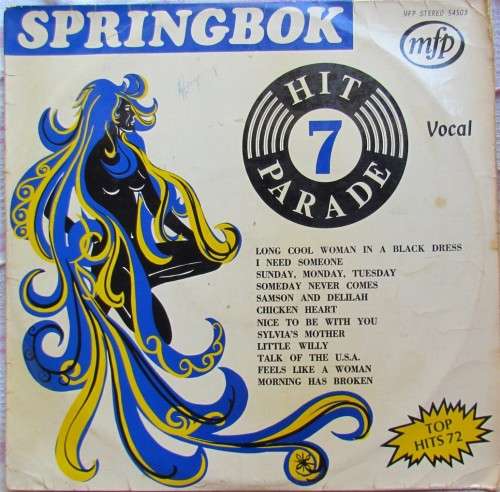 MFP STEREO 54503
SPRINGBOK
mfp
HIT
7
PARADE
Vocal
LONG COOL WOMAN IN A BLACK DRESS
I NEED SOMEONE
SUNDAY, MONDAY, TUESDAY
SOMEDAY NEVER COMES
SAMSON AND DELILAH
CHICKEN HEART
NICE TO BE WITH YOU
SYLVIA'S MOTHER
LITTLE WILLY
TALK OF THE U.S.A.
FEELS LIKE A WOMAN
MORNING HAS BROKEN
TOP
HITS 72